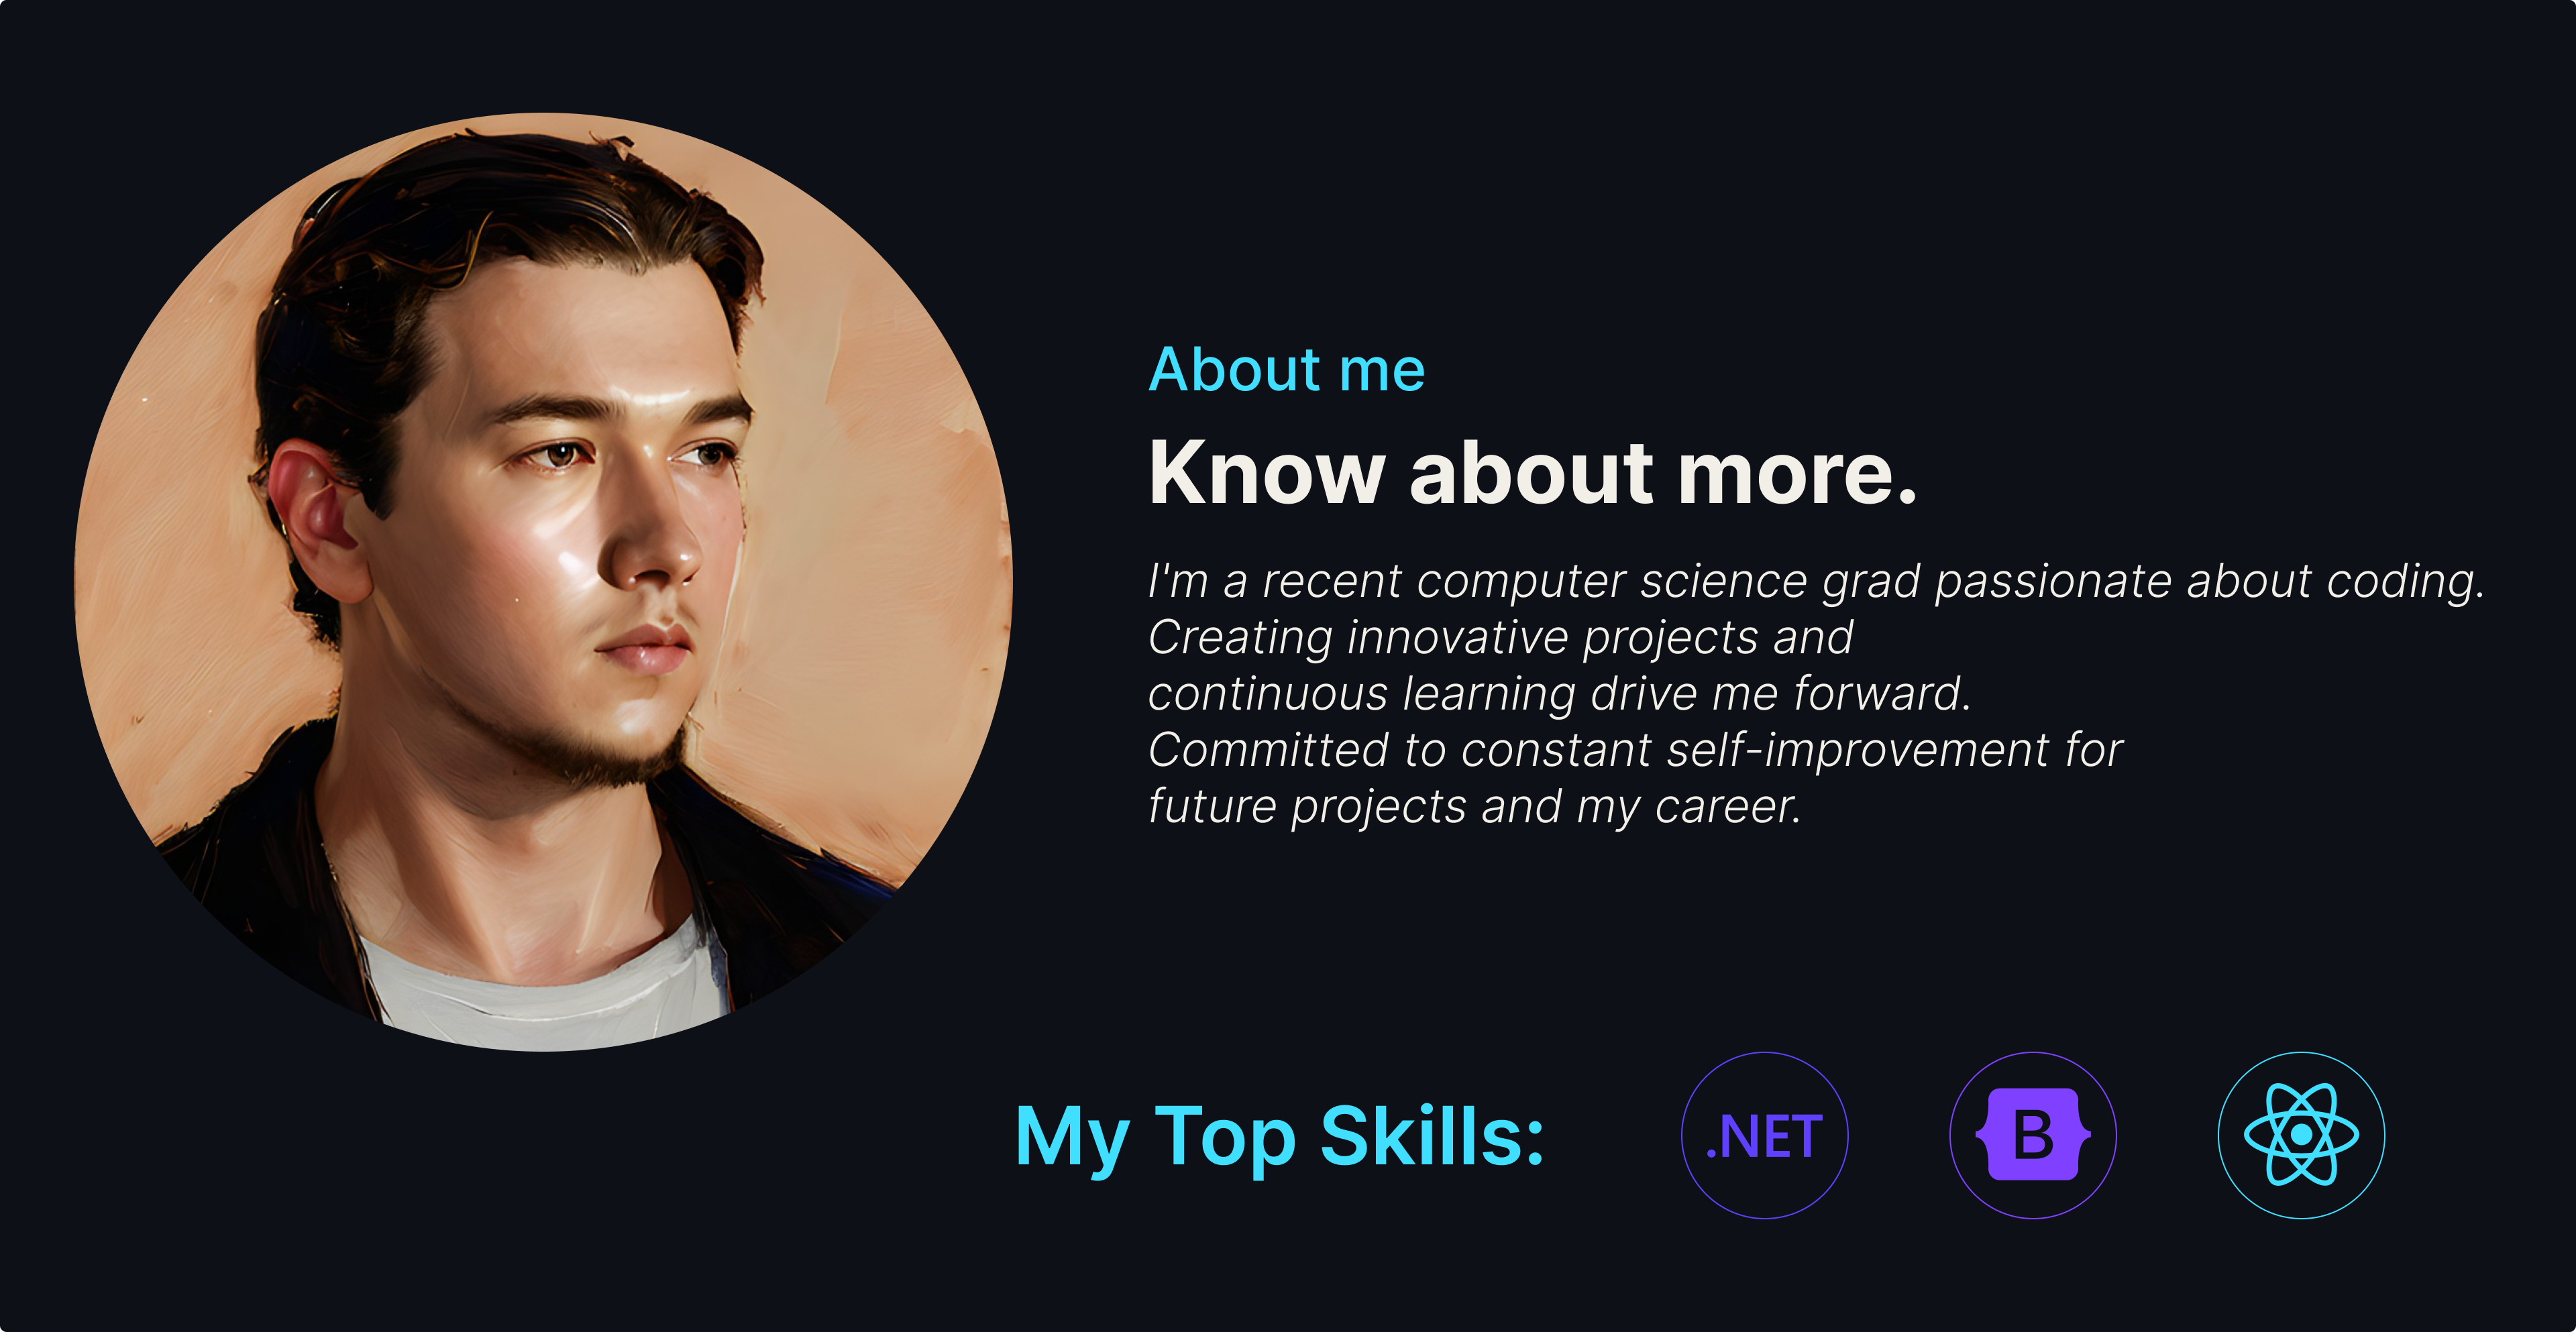 About me
Know about more.
I'm a recent computer science grad passionate about coding.
Creating innovative projects and
continuous learning drive me forward.
Committed to constant self-improvement for
future projects and my career.
My Top Skills:
.NET
B